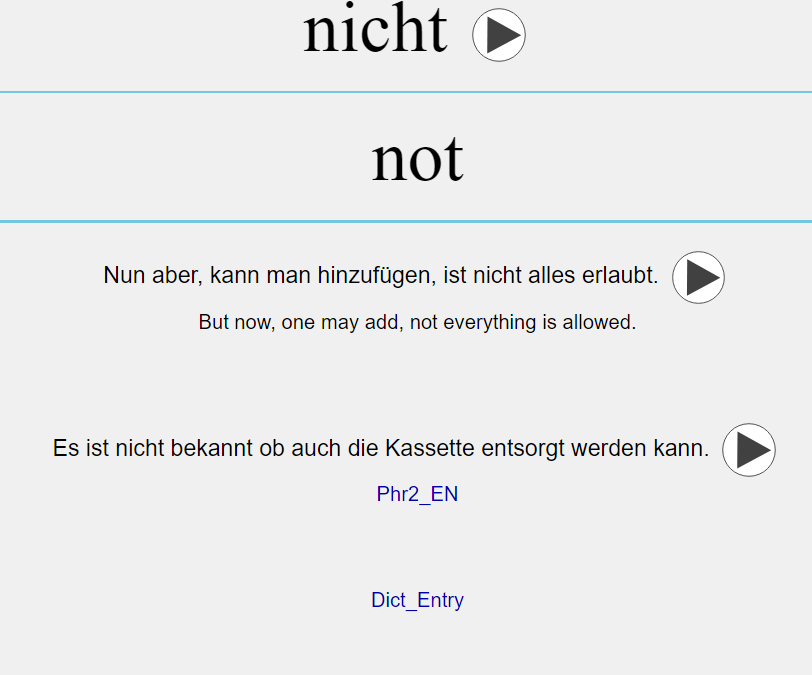 nicht
not
Nun aber, kann man hinzufügen, ist nicht alles erlaubt.
But now, one may add, not everything is allowed.
Es ist nicht bekannt ob auch die Kassette entsorgt werden kann.
Phr2_EN
Dict_Entry